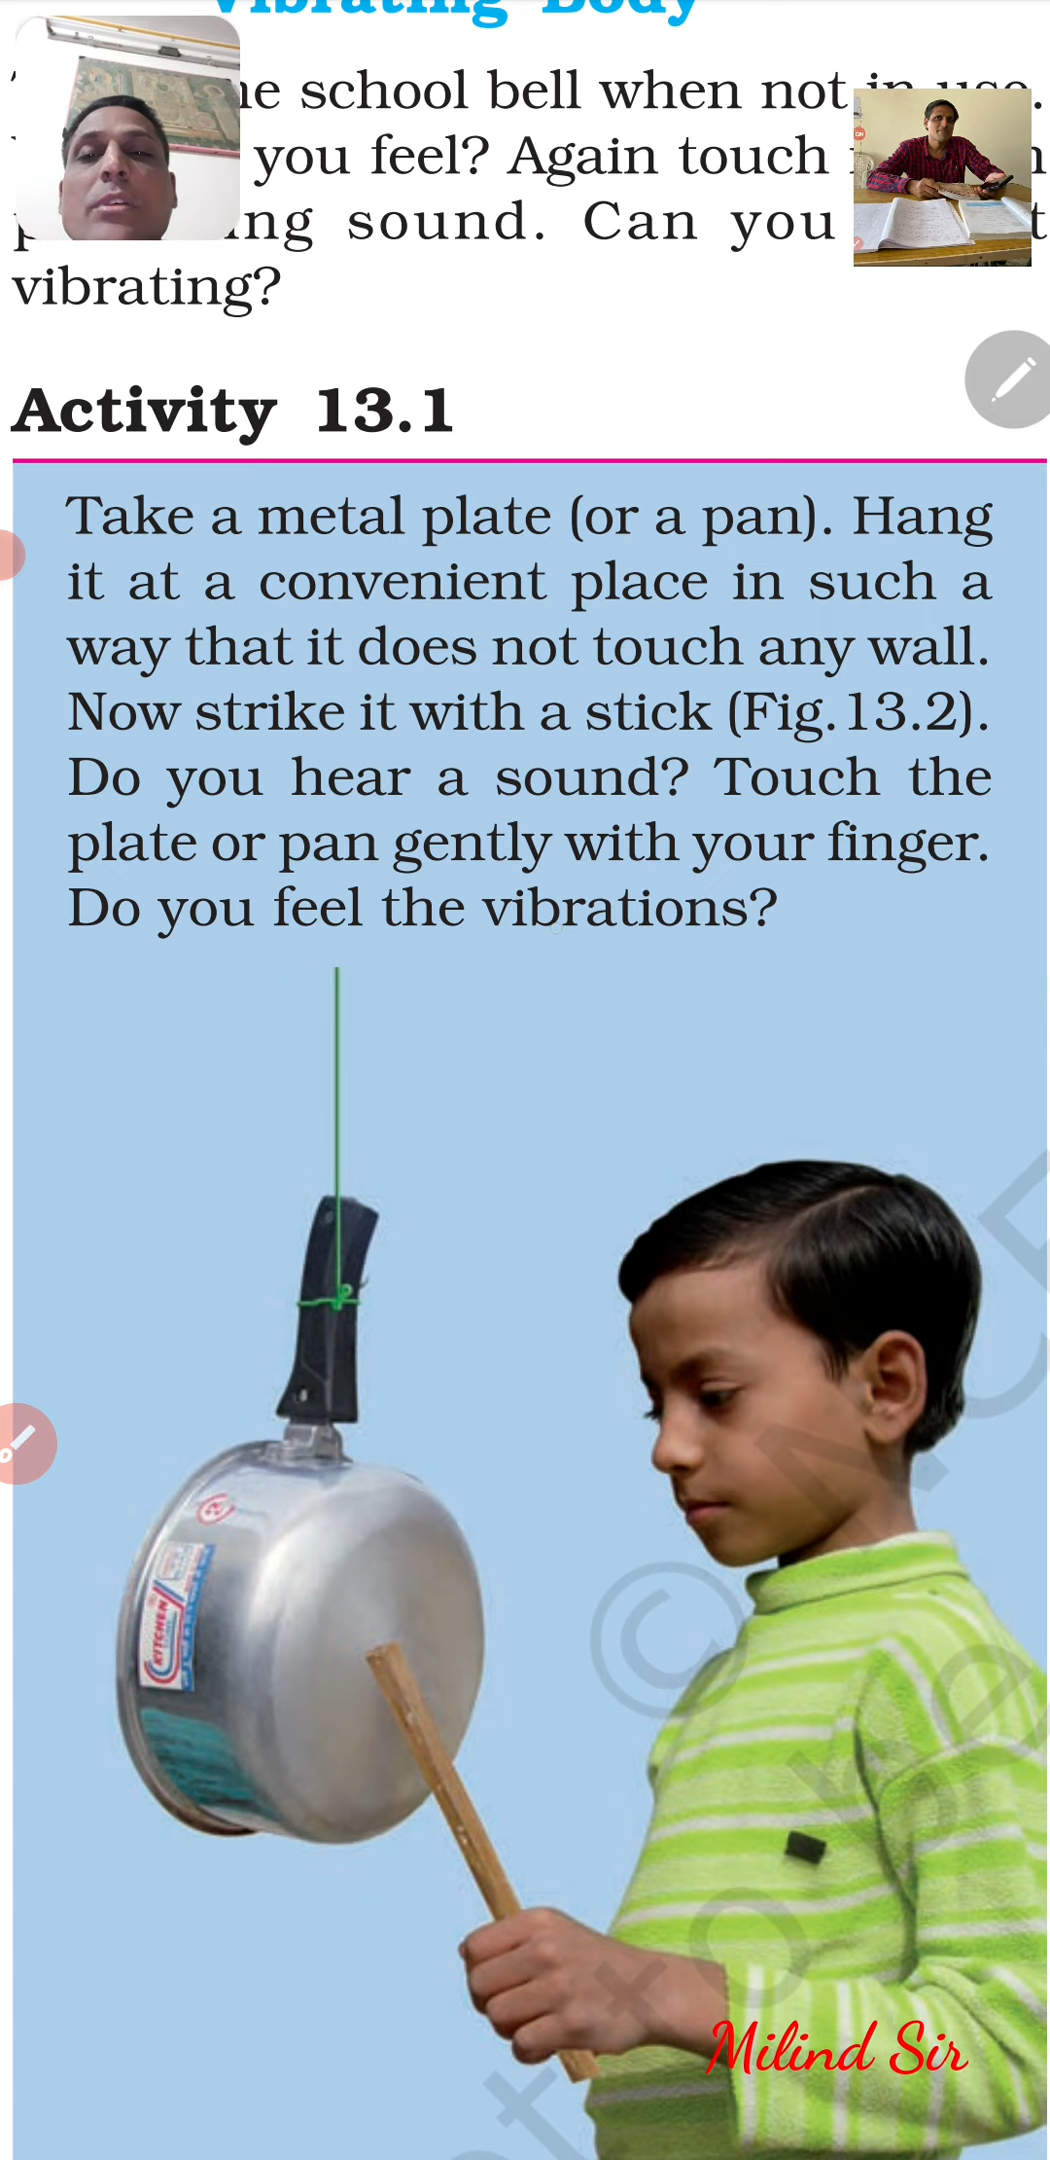 Vibrating Body
school bell when not in use.
you feel? Again touch
sound. Can you
vibrating?
Activity 13.1
Take a metal plate (or a pan). Hang
it at a convenient place in such a
way that it does not touch any wall.
Now strike it with a stick (Fig.13.2).
Do you hear a sound? Touch the
plate or pan gently with your finger.
Do you feel the vibrations?
KITCHEN
Milind Sir